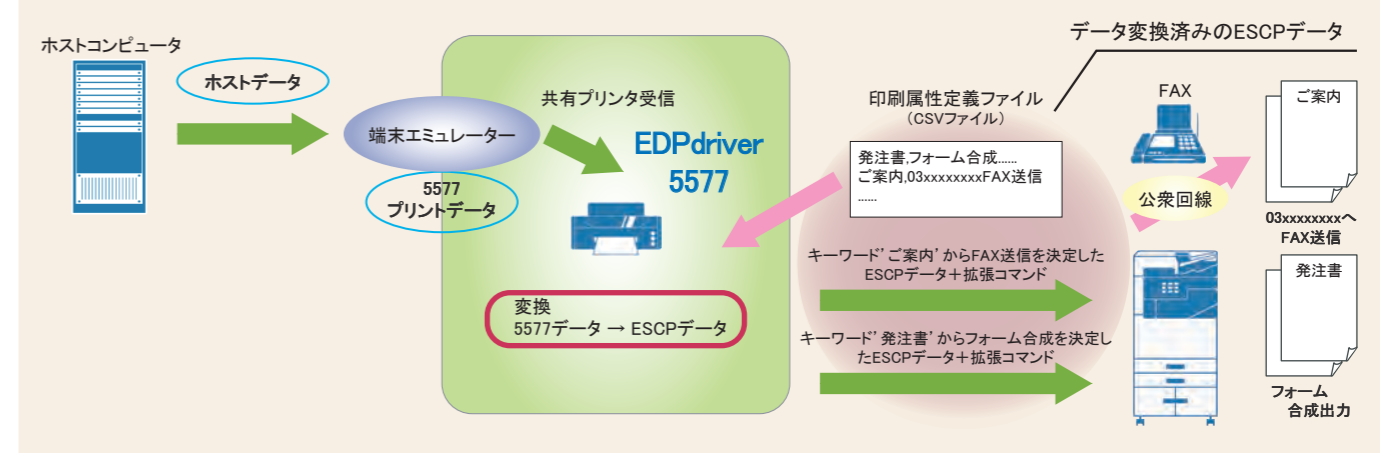 ホストコンピュータ
ホストデータ
端末エミュレーター
5577
プリントデータ
共有プリンタ受信
EDPdriver
5577
変換
5577データ → ESCPデータ
データ変換済みのESCPデータ
印刷属性定義ファイル
（CSVファイル）
発注書,フォーム合成......
ご案内,03xxxxxxxxFAX送信
......
キーワード’ご案内’からFAX送信を決定した
ESCPデータ＋拡張コマンド
キーワード’発注書’からフォーム合成を決定し
たESCPデータ＋拡張コマンド
FAX
公衆回線
ご案内
03xxxxxxxxへ
FAX送信
発注書
フォーム
合成出力